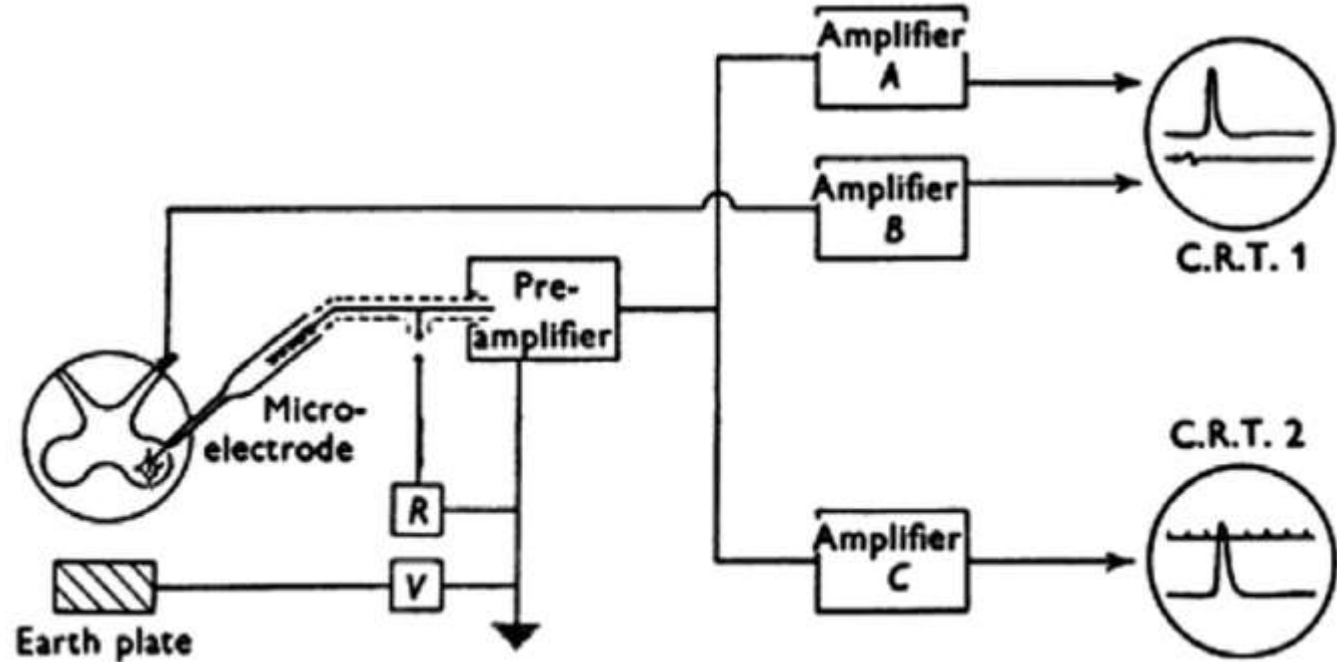 Amplifier
A
Amplifier
B
C.R.T. 1
Pre-
amplifier
Micro-
electrode
C.R.T. 2
R
Amplifier
C
V
Earth plate